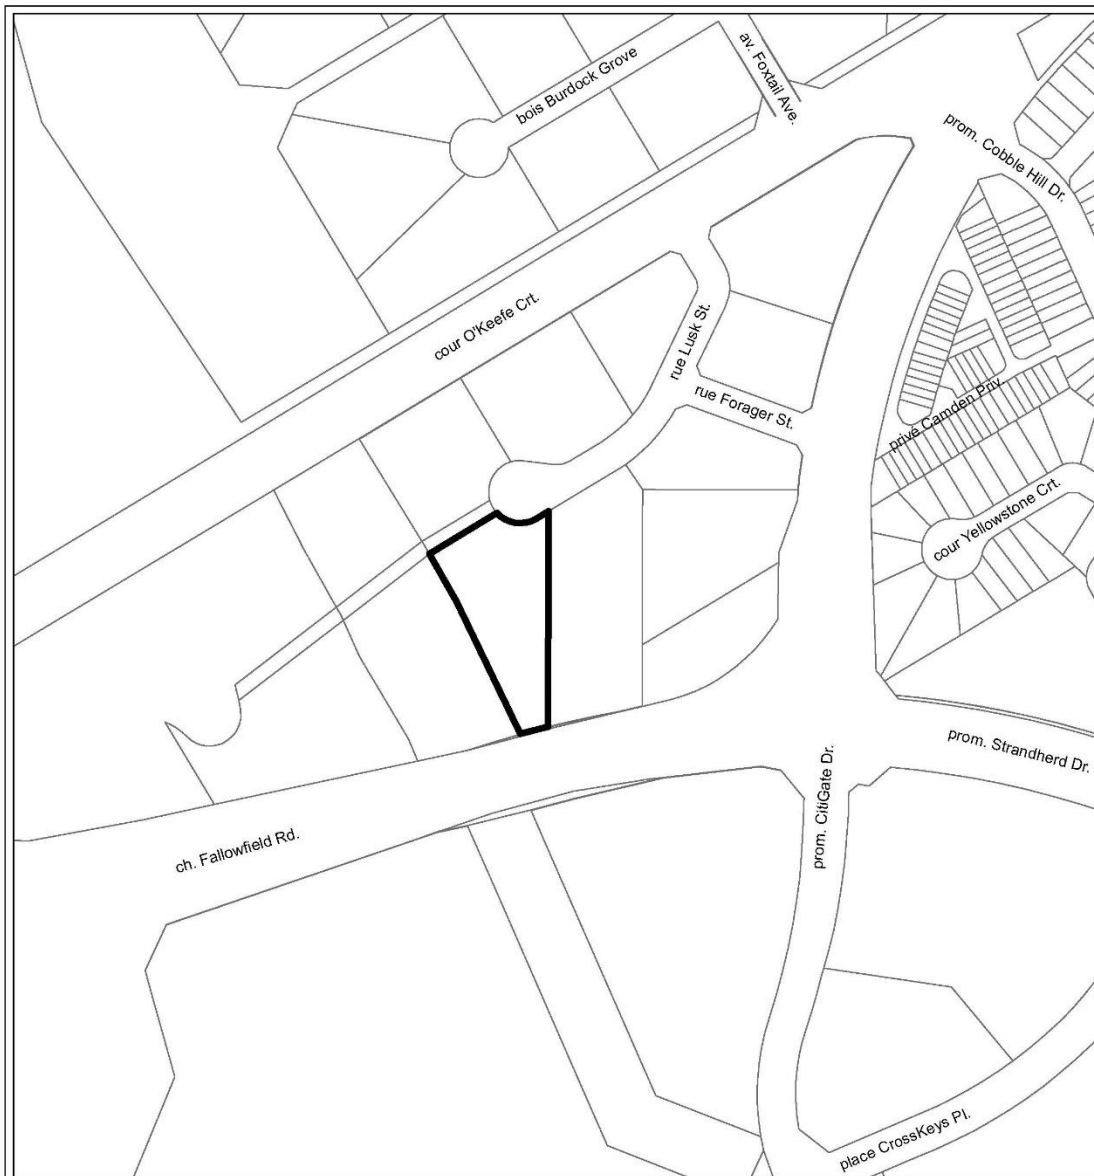 bois Burdock Grove
av. Foxtail Ave.
prom. Cobble Hill Dr.
cour O'Keefe Crt.
rue Lusk St.
rue Forager St.
privé Camden Priv.
cour Yellowstone Crt.
prom. Strandherd Dr.
prom. CitiGate Dr.
ch. Fallowfield Rd.
place CrossKeys Pl.